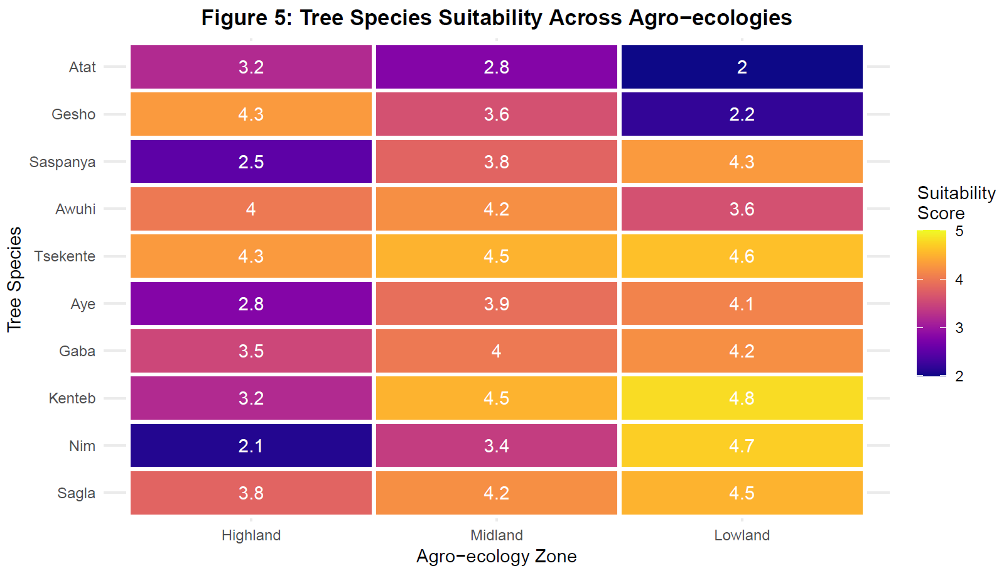 Figure 5: Tree Species Suitability Across Agro−ecologies
Atat 3.2 2.8 2
Gesho 4.3 3.6 2.2
Saspanya 2.5 3.8 4.3
Awuhi 4 4.2 3.6
Tsekente 4.3 4.5 4.6
Aye 2.8 3.9 4.1
Gaba 3.5 4 4.2
Kenteb 3.2 4.5 4.8
Nim 2.1 3.4 4.7
Sagla 3.8 4.2 4.5
Highland Midland Lowland
Agro−ecology Zone
Tree Species
Suitability
Score
5
4
3
2